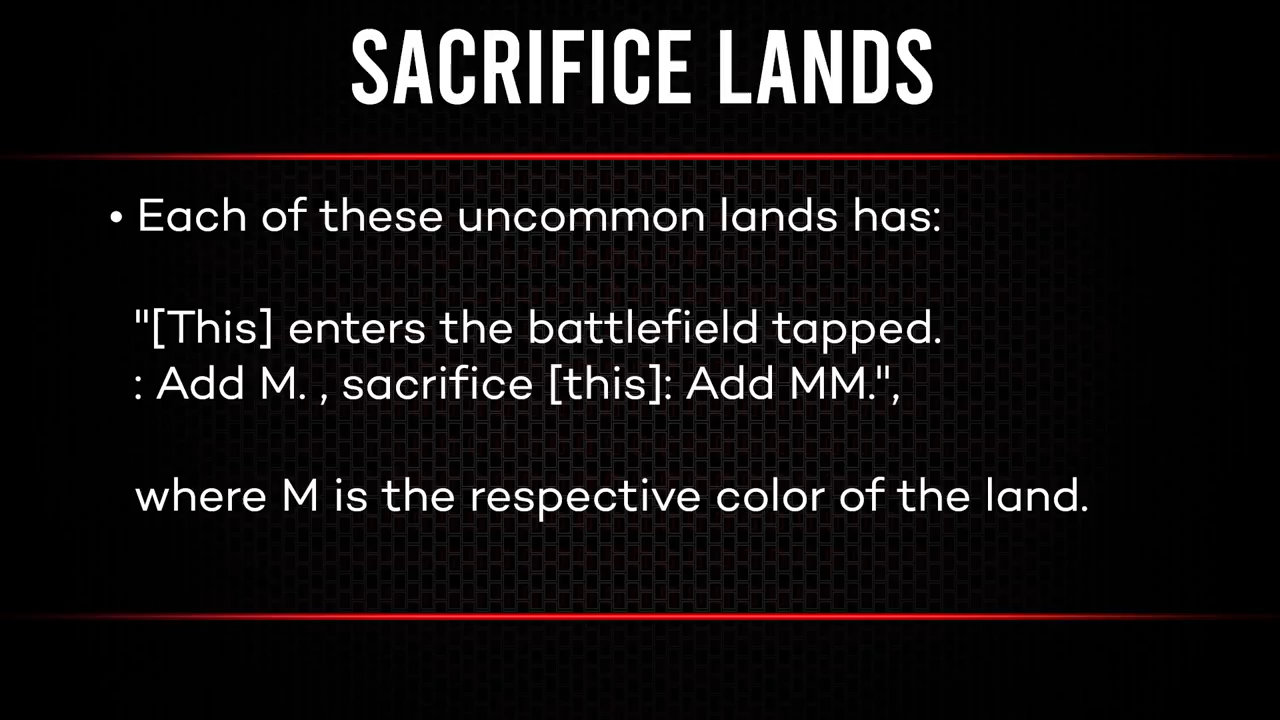 SACRIFICE LANDS
• Each of these uncommon lands has:
"[This] enters the battlefield tapped.
: Add M. , sacrifice [this]: Add MM.",
where M is the respective color of the land.